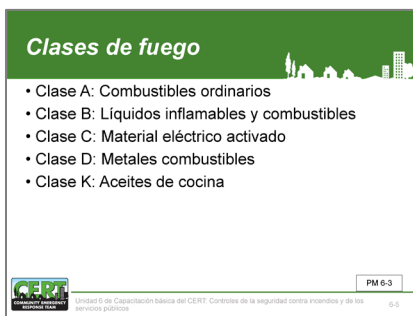 Clases de fuego
• Clase A: Combustibles ordinarios
• Clase B: Líquidos inflamables y combustibles
• Clase C: Material eléctrico activado
• Clase D: Metales combustibles
• Clase K: Aceites de cocina
PM 6-3
CERT
COMMUNITY EMERGENCY
RESPONSE TEAM
Unidad 6 de Capacitación básica del CERT: Controles de la seguridad contra incendios y de los
servicios públicos
6-5